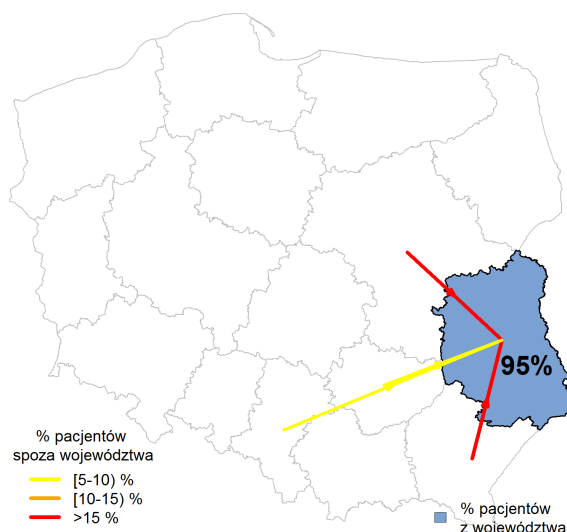 95%
% pacjentów
spoza województwa
[5-10) %
[10-15) %
>15 %
% pacjentów
z województwa